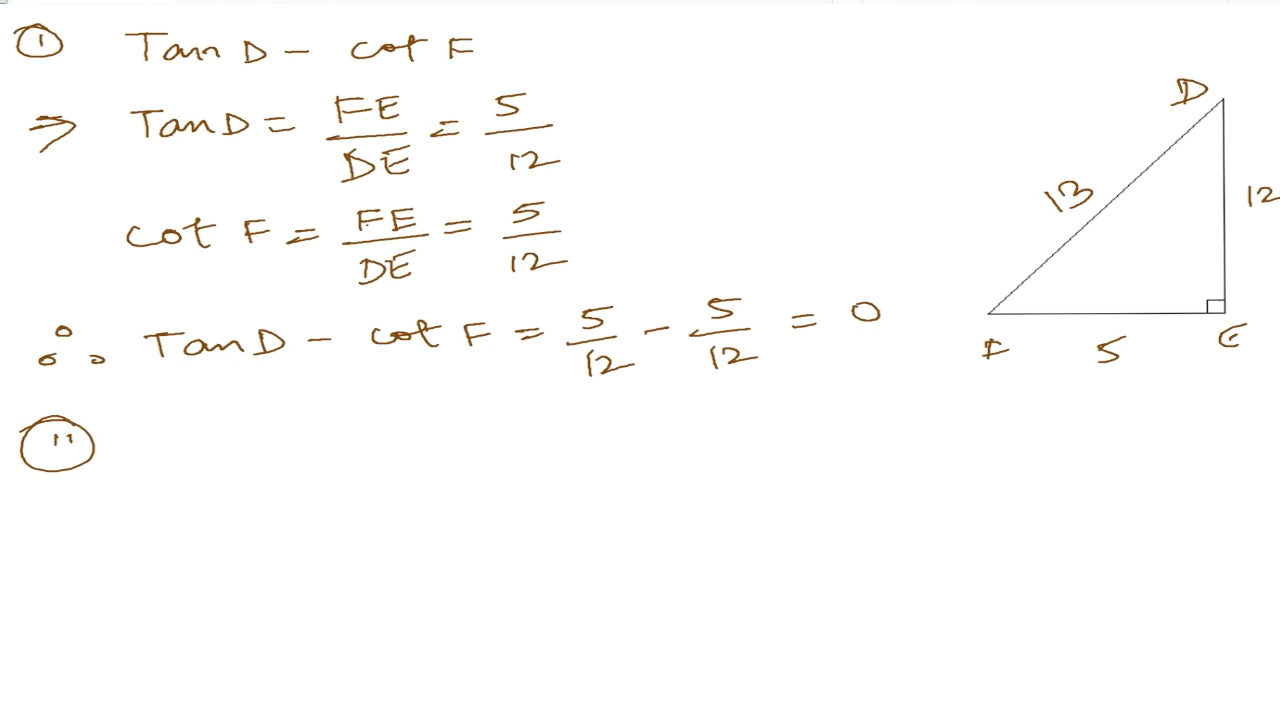 ① Tan D - cot F
⇒ Tan D = FE/DE = 5/12
cot F = FE/DE = 5/12
∴ Tan D - cot F = 5/12 - 5/12 = 0
ⅱ
D
13
12
F 5 E